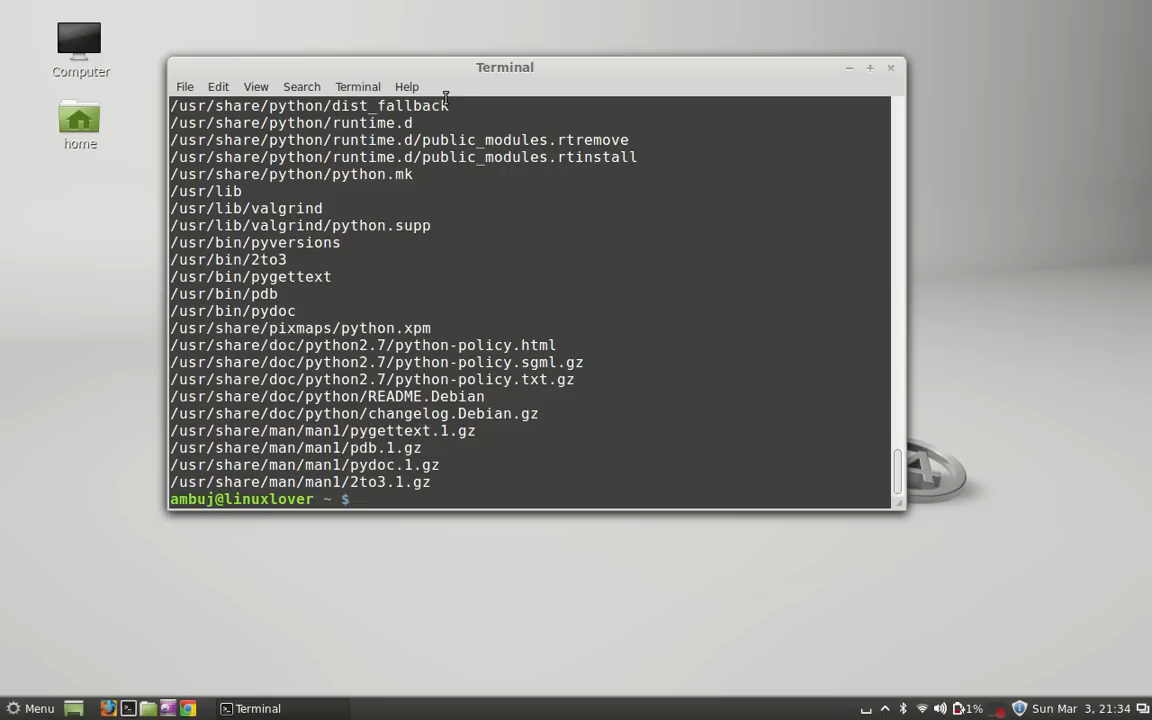 Computer
home
Terminal
File Edit View Search Terminal Help
/usr/share/python/dist_fallback
/usr/share/python/runtime.d
/usr/share/python/runtime.d/public_modules.rtremove
/usr/share/python/runtime.d/public_modules.rtinstall
/usr/share/python/python.mk
/usr/lib
/usr/lib/valgrind
/usr/lib/valgrind/python.supp
/usr/bin/pyversions
/usr/bin/2to3
/usr/bin/pygettext
/usr/bin/pdb
/usr/bin/pydoc
/usr/share/pixmaps/python.xpm
/usr/share/doc/python2.7/python-policy.html
/usr/share/doc/python2.7/python-policy.sgml.gz
/usr/share/doc/python2.7/python-policy.txt.gz
/usr/share/doc/python/README.Debian
/usr/share/doc/python/changelog.Debian.gz
/usr/share/man/man1/pygettext.1.gz
/usr/share/man/man1/pdb.1.gz
/usr/share/man/man1/pydoc.1.gz
/usr/share/man/man1/2to3.1.gz
ambuj@linuxlover ~ $
Menu Terminal 1% Sun Mar 3, 21:34